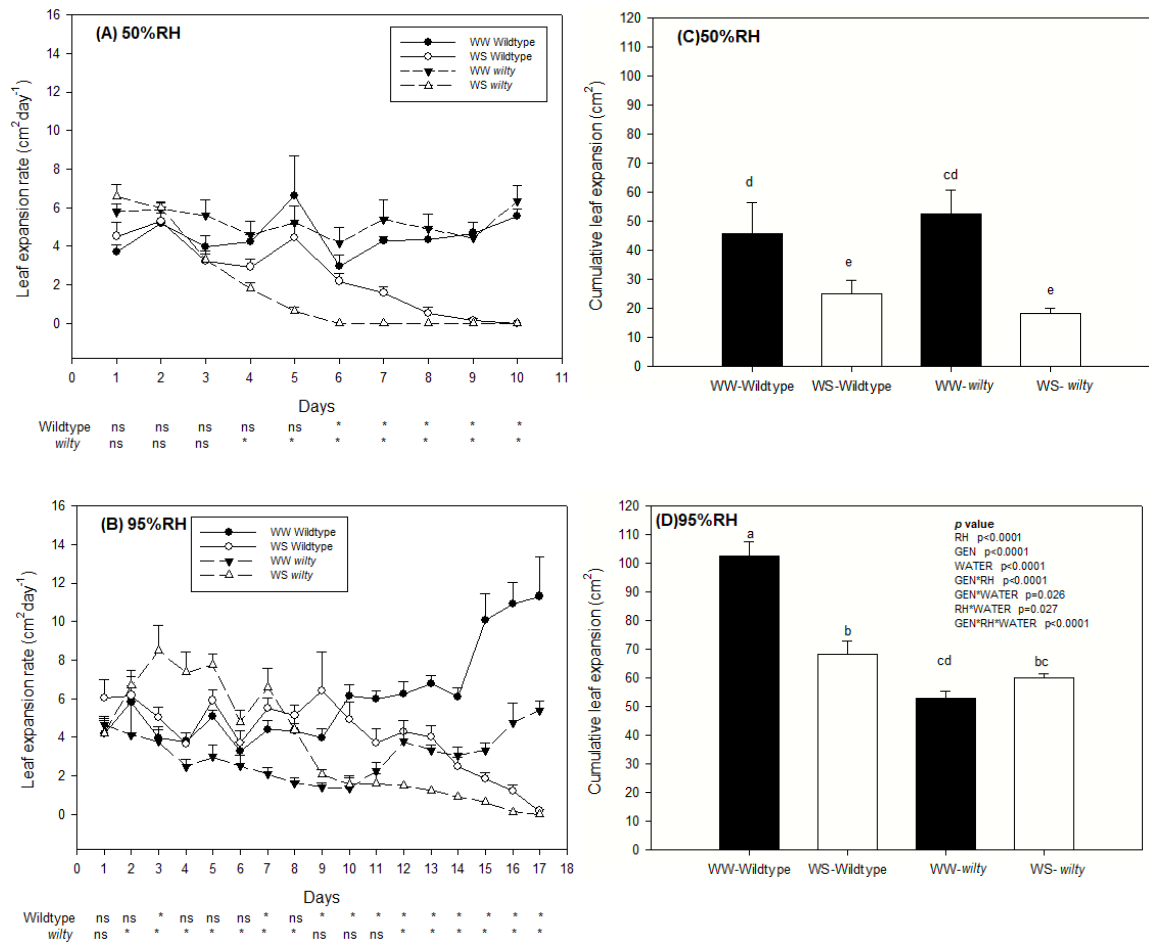 (A) 50%RH
WW Wildtype
WS Wildtype
WW wilty
WS wilty
Leaf expansion rate (cm2day-1)
16
14
12
10
8
6
4
2
0
0 1 2 3 4 5 6 7 8 9 10 11
Days
Wildtype ns ns ns ns ns * * * * *
wilty ns ns ns * * * * * * *
(C)50%RH
Cumulative leaf expansion (cm2)
120
110
100
90
80
70
60
50
40
30
20
10
0
d
e
cd
e
WW-Wildtype WS-Wildtype WW-wilty WS- wilty
(B) 95%RH
WW Wildtype
WS Wildtype
WW wilty
WS wilty
Leaf expansion rate (cm2day-1)
16
14
12
10
8
6
4
2
0
0 1 2 3 4 5 6 7 8 9 10 11 12 13 14 15 16 17 18
Days
Wildtype ns ns * ns ns ns * ns * * * * * * * * *
wilty ns * * * * * * * ns ns ns * * * * * *
(D)95%RH
Cumulative leaf expansion (cm2)
120
110
100
90
80
70
60
50
40
30
20
10
0
a
b
cd
bc
p value
RH p<0.0001
GEN p<0.0001
WATER p<0.0001
GEN*RH p<0.0001
GEN*WATER p=0.026
RH*WATER p=0.027
GEN*RH*WATER p<0.0001
WW-Wildtype WS-Wildtype WW-wilty WS- wilty